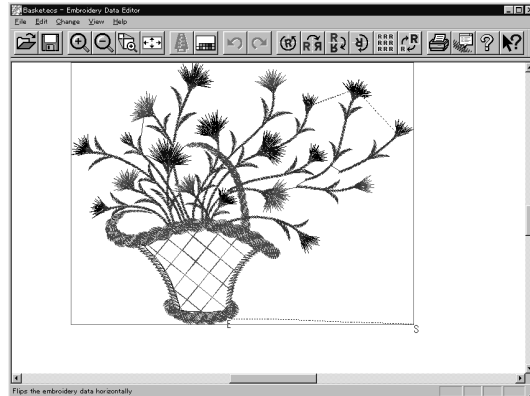 Basket.ecs - Embroidery Data Editor
File Edit Change View Help
E
S
Flips the embroidery data horizontally